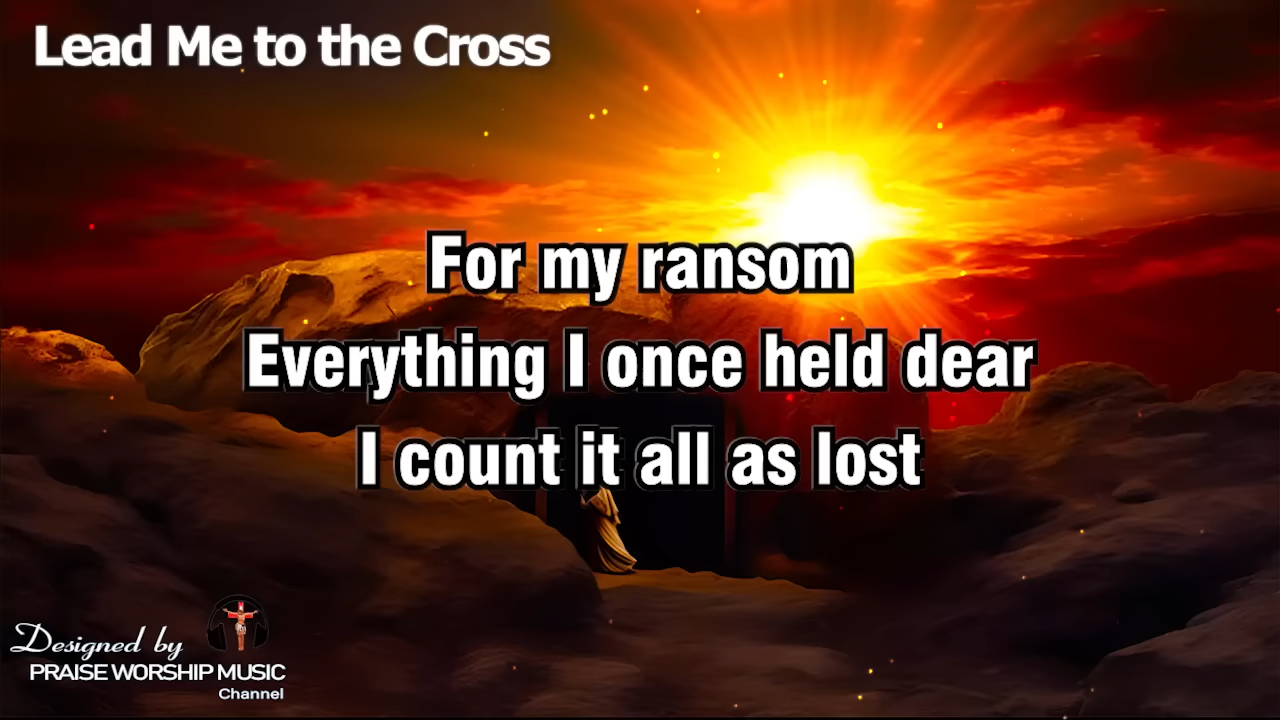 Lead Me to the Cross
For my ransom
Everything I once held dear
I count it all as lost
Designed by
PRAISE WORSHIP MUSIC
Channel